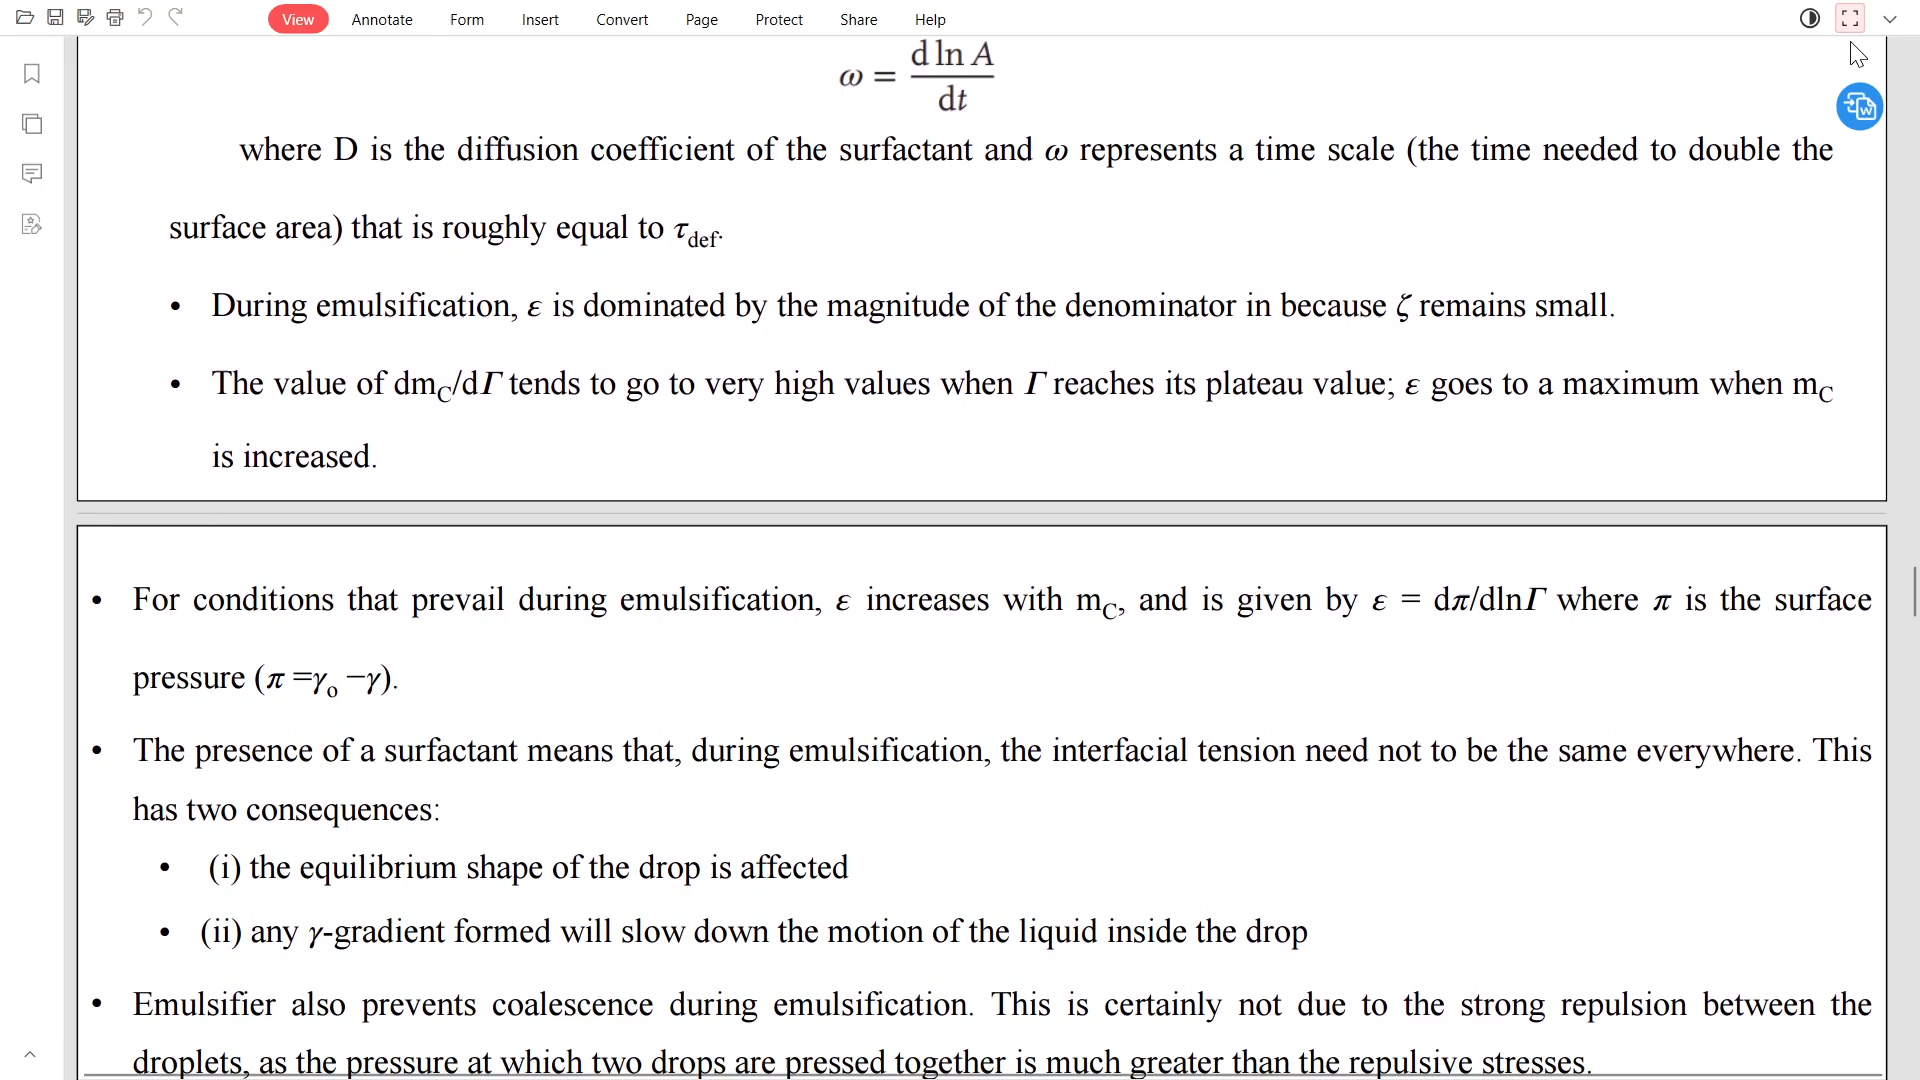 View Annotate Form Insert Convert Page Protect Share Help
ω = d ln A / dt
where D is the diffusion coefficient of the surfactant and ω represents a time scale (the time needed to double the
surface area) that is roughly equal to τdef.
• During emulsification, ε is dominated by the magnitude of the denominator in because ζ remains small.
• The value of dmC/dΓ tends to go to very high values when Γ reaches its plateau value; ε goes to a maximum when mC
is increased.
• For conditions that prevail during emulsification, ε increases with mC, and is given by ε = dπ/dlnΓ where π is the surface
pressure (π =γo −γ).
• The presence of a surfactant means that, during emulsification, the interfacial tension need not to be the same everywhere. This
has two consequences:
• (i) the equilibrium shape of the drop is affected
• (ii) any γ-gradient formed will slow down the motion of the liquid inside the drop
• Emulsifier also prevents coalescence during emulsification. This is certainly not due to the strong repulsion between the
droplets, as the pressure at which two drops are pressed together is much greater than the repulsive stresses.